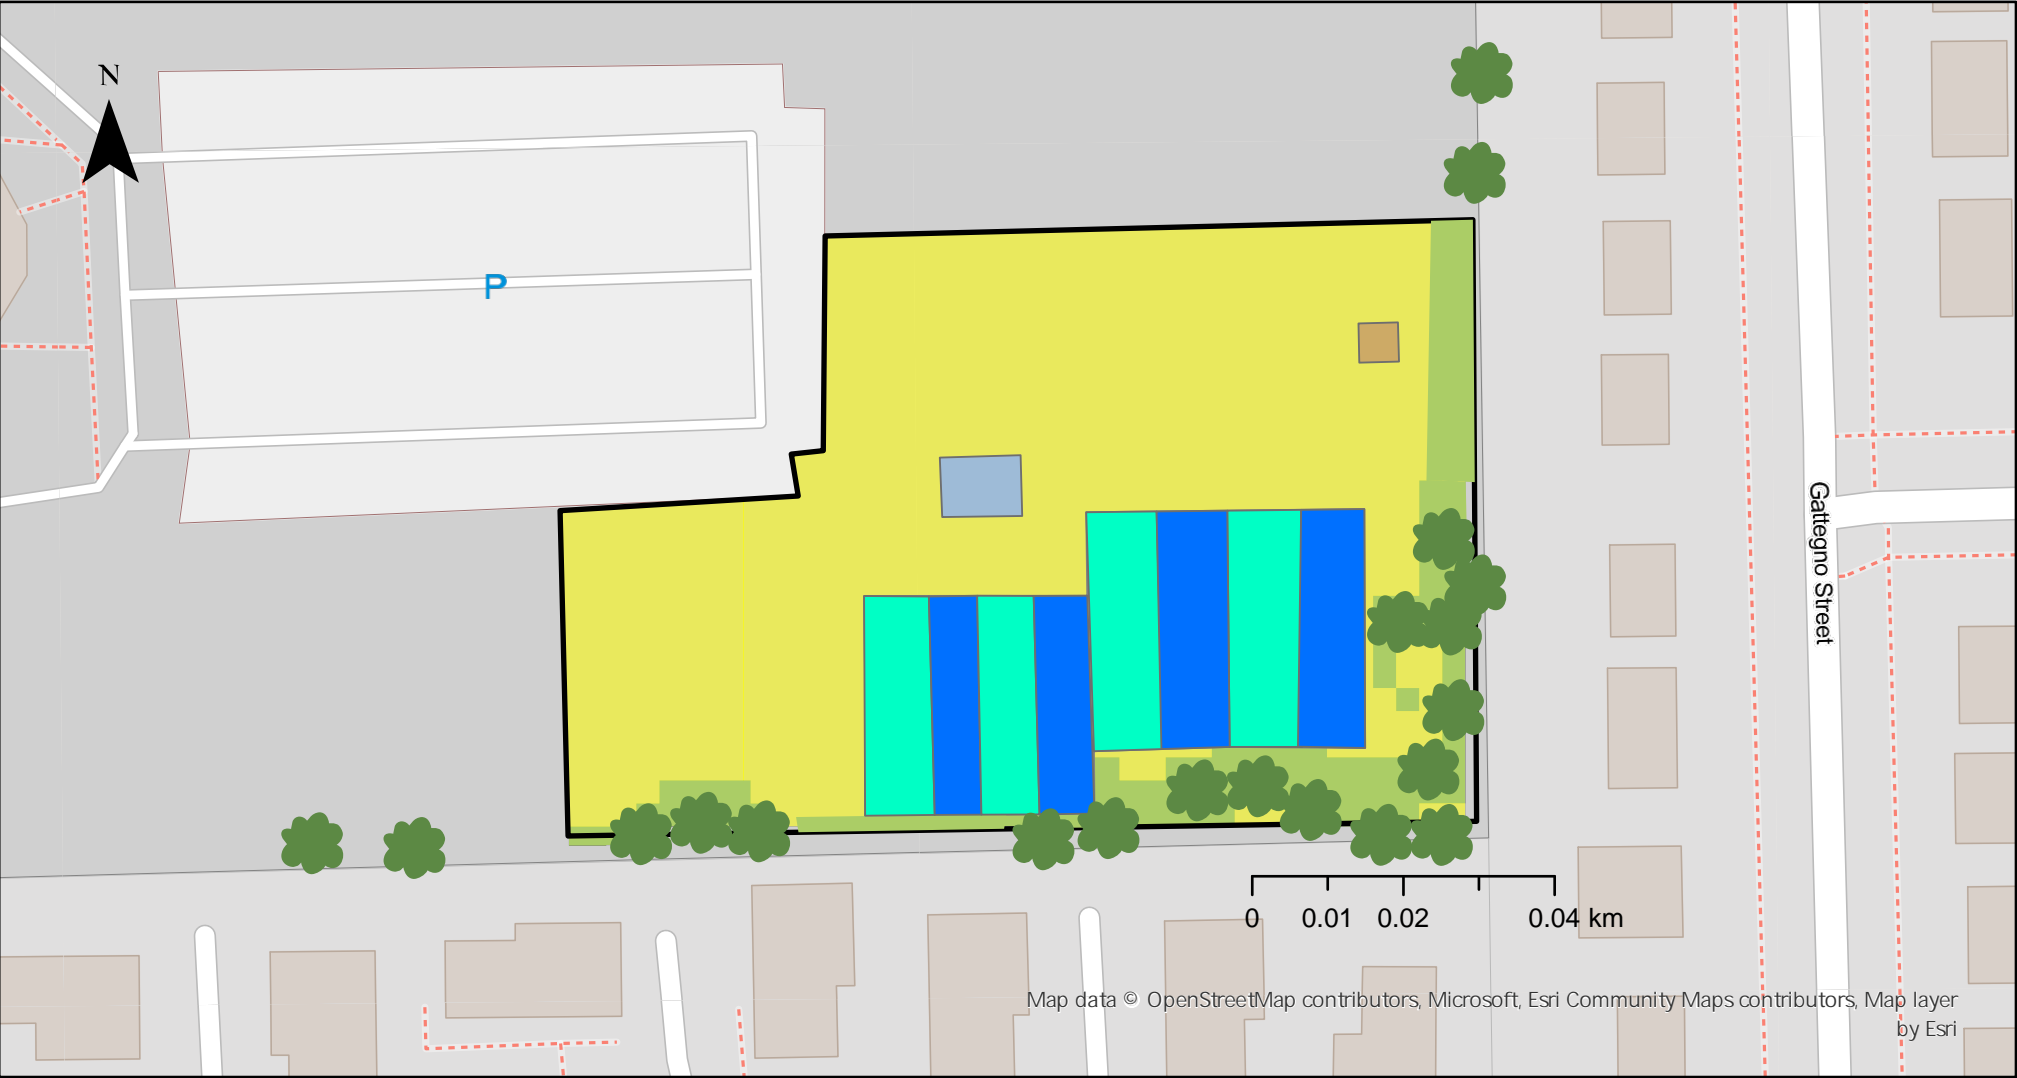 N
P
Gattegno Street
0 0.01 0.02 0.04 km
Map data © OpenStreetMap contributors, Microsoft, Esri Community Maps contributors, Map layer
by Esri